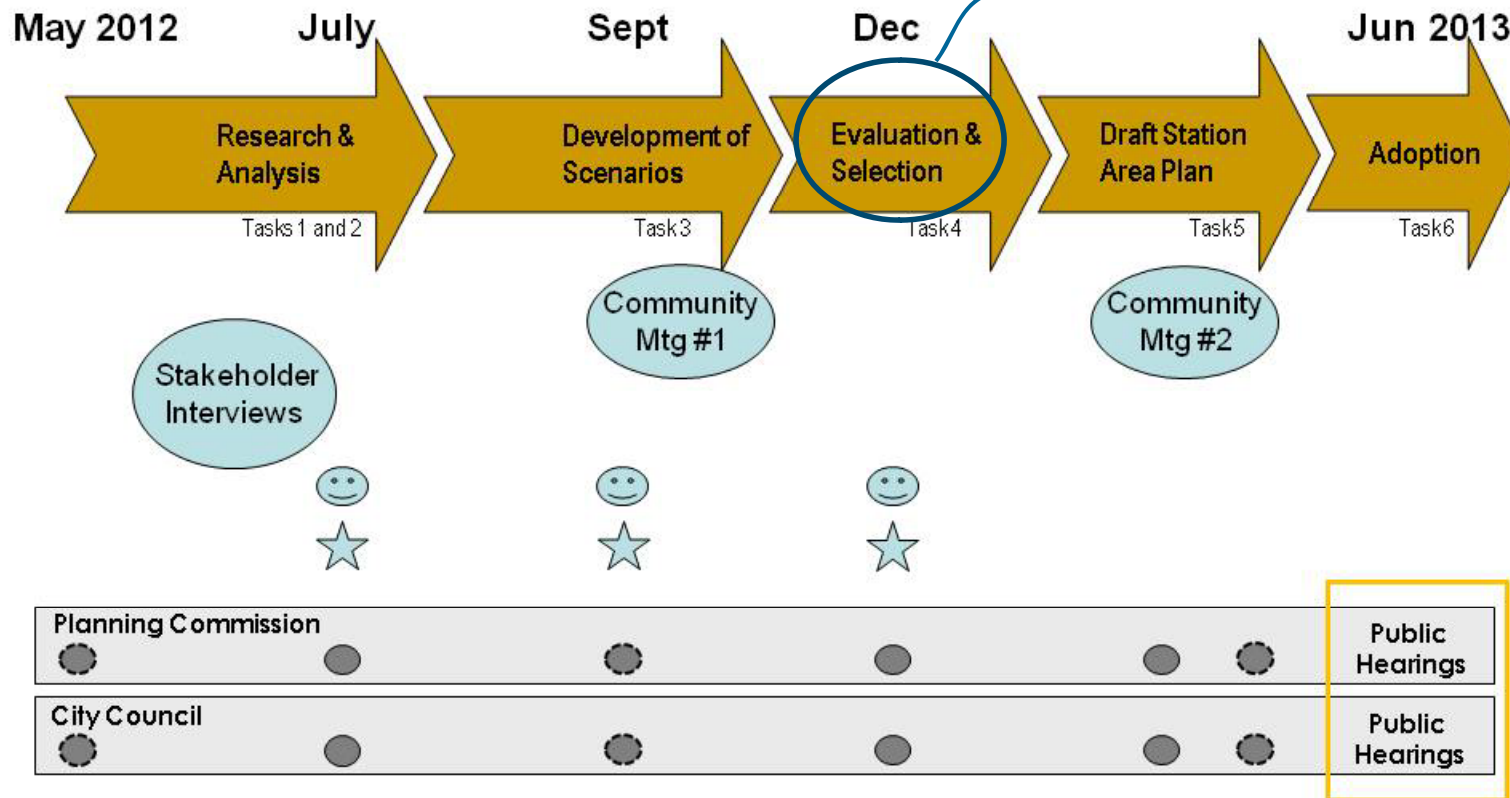 May 2012 July Sept Dec Jun 2013
Research &
Analysis
Tasks 1 and 2
Development of
Scenarios
Task3
Evaluation &
Selection
Task4
Draft Station
Area Plan
Task5
Adoption
Task6
Community
Mtg #1
Community
Mtg #2
Stakeholder
Interviews
Planning Commission
Public
Hearings
City Council
Public
Hearings